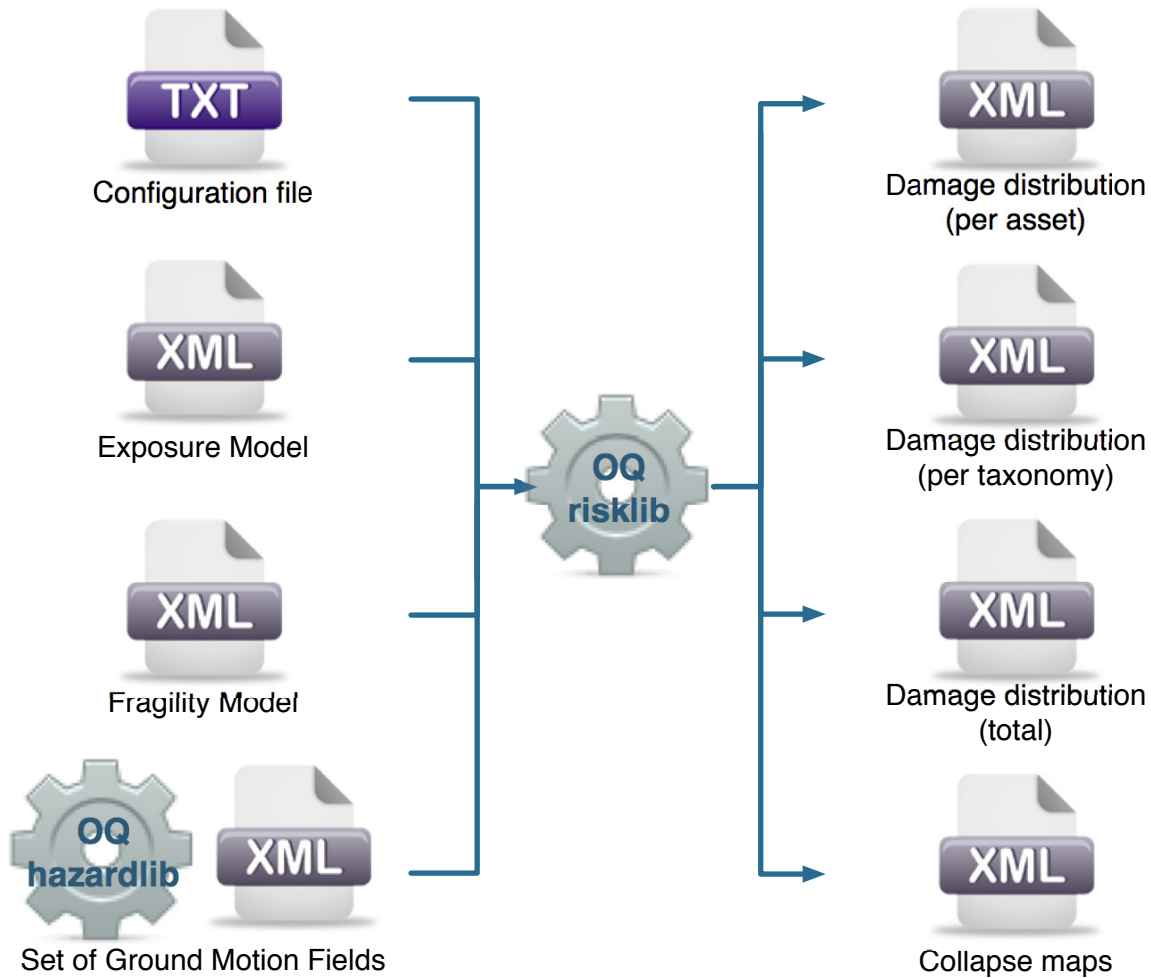 TXT
Configuration file
XML
Exposure Model
XML
Fragility Model
OQ
hazardlib
XML
Set of Ground Motion Fields
OQ
risklib
XML
Damage distribution
(per asset)
XML
Damage distribution
(per taxonomy)
XML
Damage distribution
(total)
XML
Collapse maps